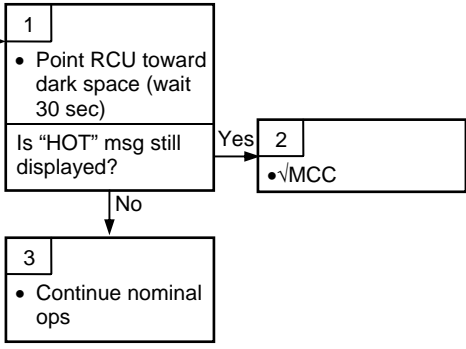 1
• Point RCU toward
dark space (wait
30 sec)
Is “HOT” msg still
displayed?
Yes
2
•√MCC
No
3
• Continue nominal
ops